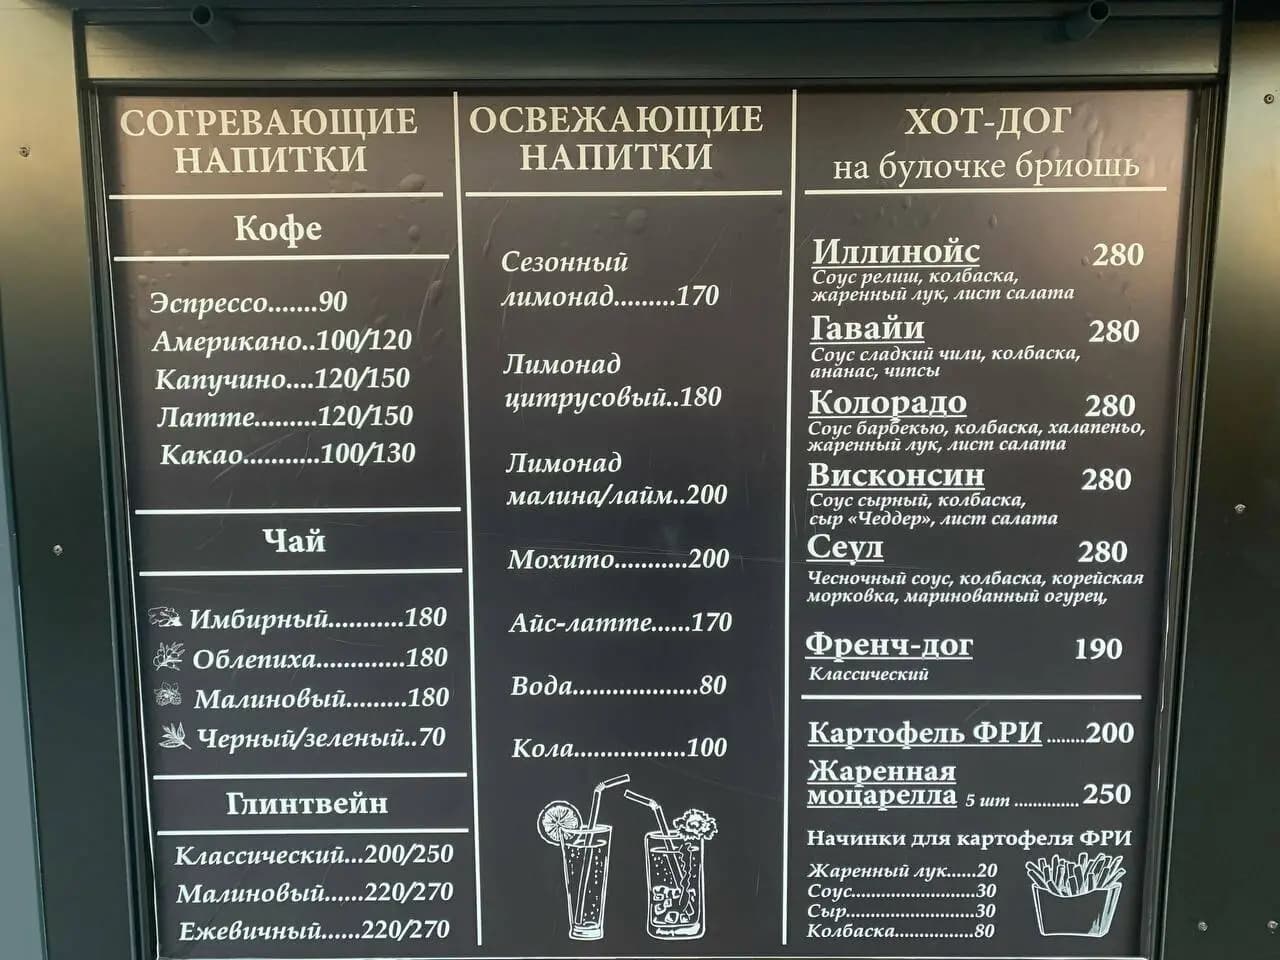 СОГРЕВАЮЩИЕ
НАПИТКИ
Кофе
Эспрессо.......90
Американо..100/120
Капучино....120/150
Латте.........120/150
Какао...........100/130
Чай
Имбирный...........180
Облепиха.............180
Малиновый.........180
Черный/зеленый..70
Глинтвейн
Классический...200/250
Малиновый......220/270
Ежевичный......220/270
ОСВЕЖАЮЩИЕ
НАПИТКИ
Сезонный
лимонад.........170
Лимонад
цитрусовый..180
Лимонад
малина/лайм..200
Мохито...........200
Айс-латте......170
Вода......................80
Кола.................100
ХОТ-ДОГ
на булочке бриошь
Иллинойс 280
Соус релиш, колбаска,
жаренный лук, лист салата
Гавайи 280
Соус сладкий чили, колбаска,
ананас, чипсы
Колорадо 280
Соус барбекью, колбаска, халапеньо,
жаренный лук, лист салата
Висконсин 280
Соус сырный, колбаска,
сыр «Чеддер», лист салата
Сеул 280
Чесночный соус, колбаска, корейская
морковка, маринованный огурец,
Френч-дог 190
Классический
Картофель ФРИ.......200
Жаренная
моцарелла 5 шт.............250
Начинки для картофеля ФРИ
Жаренный лук......20
Соус.........................30
Сыр..........................30
Колбаска................80